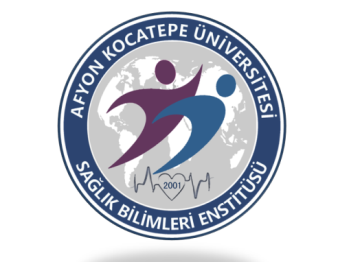 AFYON KOCATEPE ÜNİVERSİTESİ
2001
SAĞLIK BİLİMLERİ ENSTİTÜSÜ